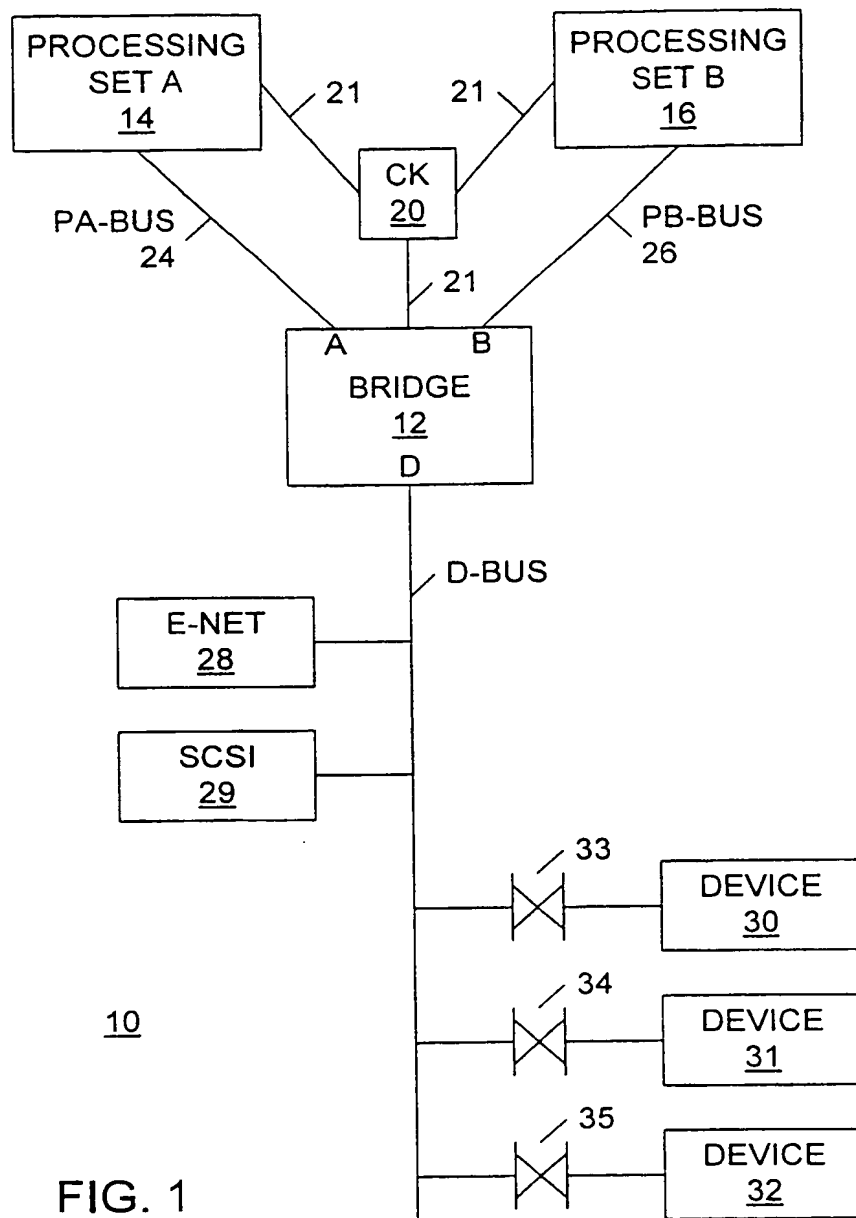 PROCESSING
SET A
14
PROCESSING
SET B
16
21
21
CK
20
PA-BUS
24
PB-BUS
26
21
A
B
BRIDGE
12
D
D-BUS
E-NET
28
SCSI
29
33
DEVICE
30
34
DEVICE
31
10
35
DEVICE
32
FIG. 1